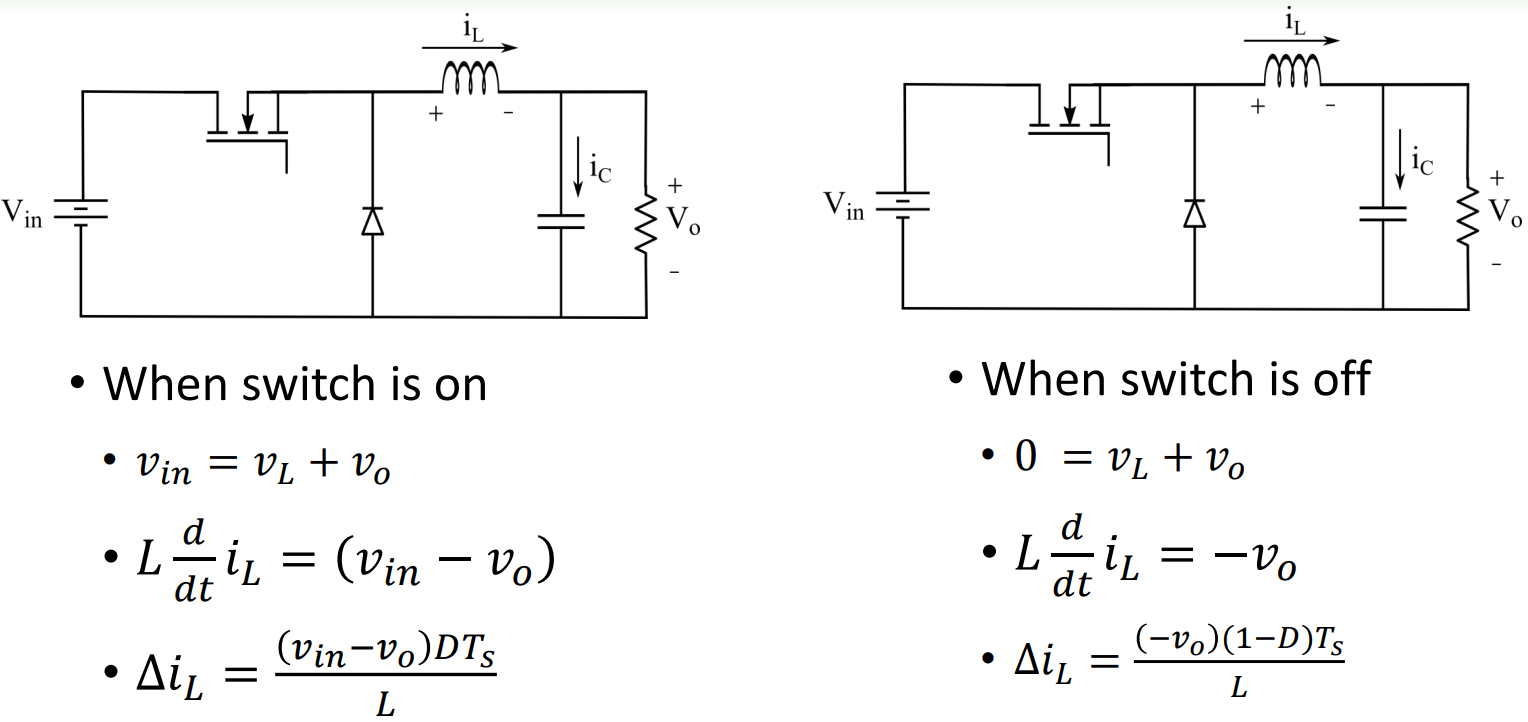 i_L
+ -
V_in
i_C
+
V_o
-
• When switch is on
• v_in = v_L + v_o
• L d/dt i_L = (v_in − v_o)
• Δi_L = (v_in−v_o)DT_s / L
i_L
+ -
V_in
i_C
+
V_o
-
• When switch is off
• 0 = v_L + v_o
• L d/dt i_L = −v_o
• Δi_L = (−v_o)(1−D)T_s / L